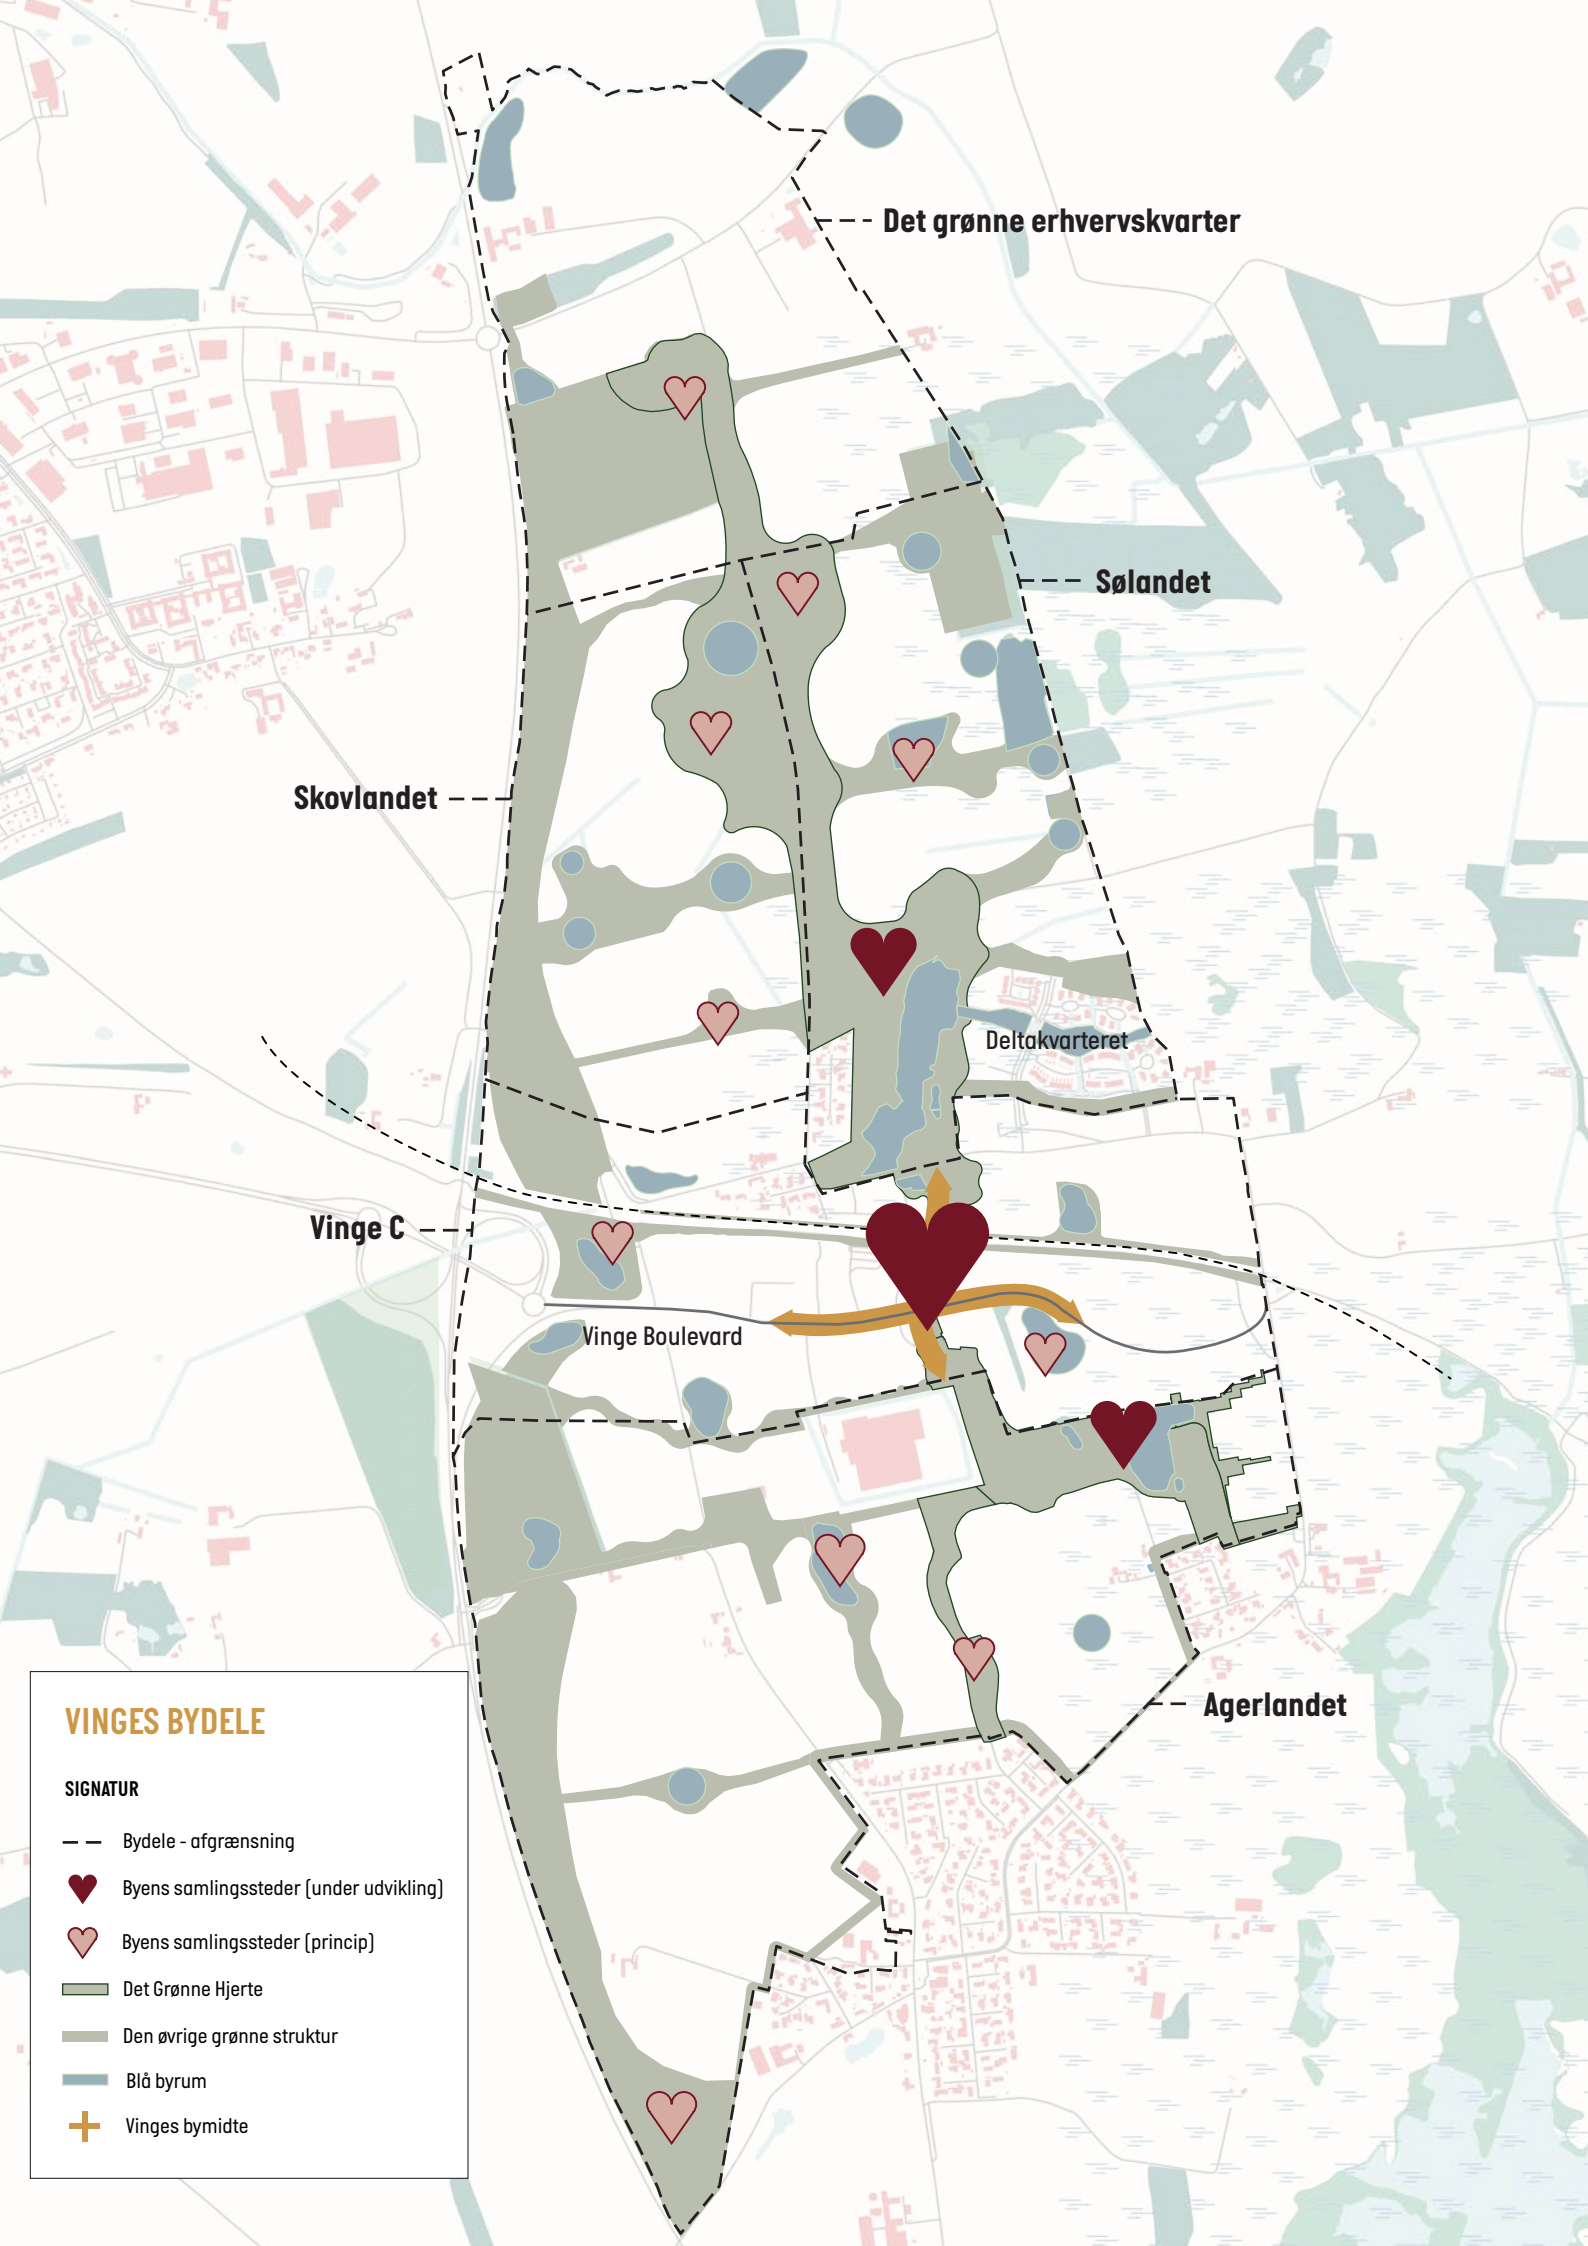 Det grønne erhvervskvarter
Sølandet
Skovlandet
Deltakvarteret
Vinge C
Vinge Boulevard
Agerlandet
VINGES BYDELE
SIGNATUR
Bydele - afgrænsning
Byens samlingssteder (under udvikling)
Byens samlingssteder (princip)
Det Grønne Hjerte
Den øvrige grønne struktur
Blå byrum
Vinges bymidte